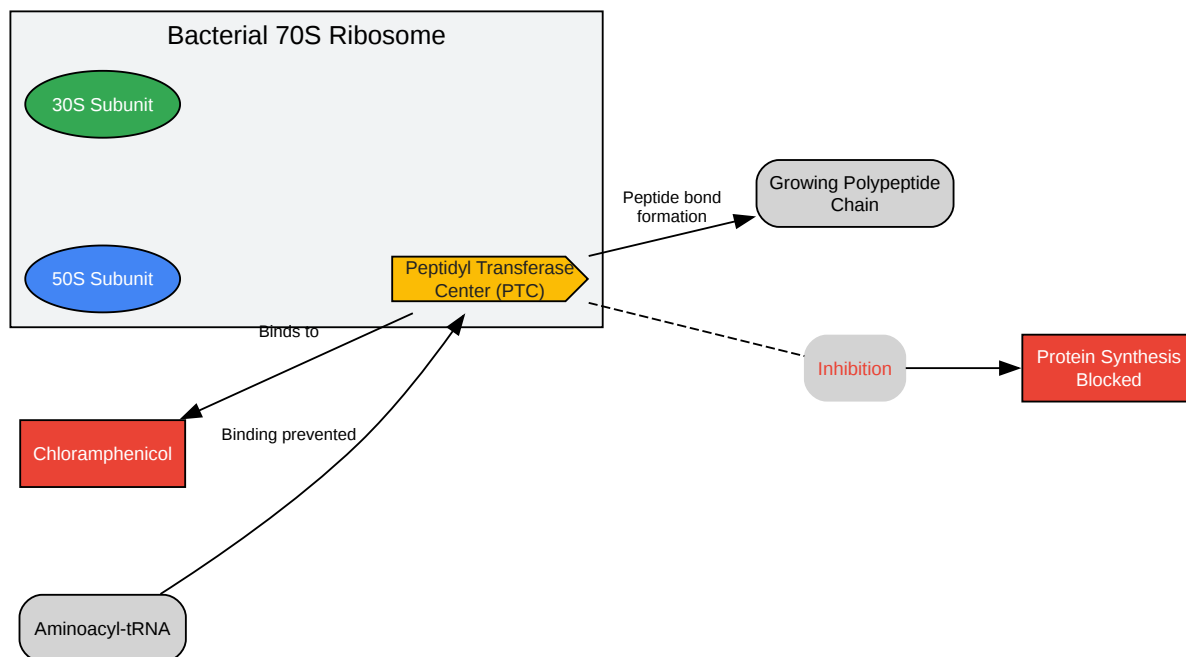 Bacterial 70S Ribosome
30S Subunit
Growing Polypeptide
Chain
Peptide bond
formation
50S Subunit
Peptidyl Transferase
Center (PTC)
Binds to
Inhibition
Protein Synthesis
Blocked
Binding prevented
Chloramphenicol
Aminoacyl-tRNA